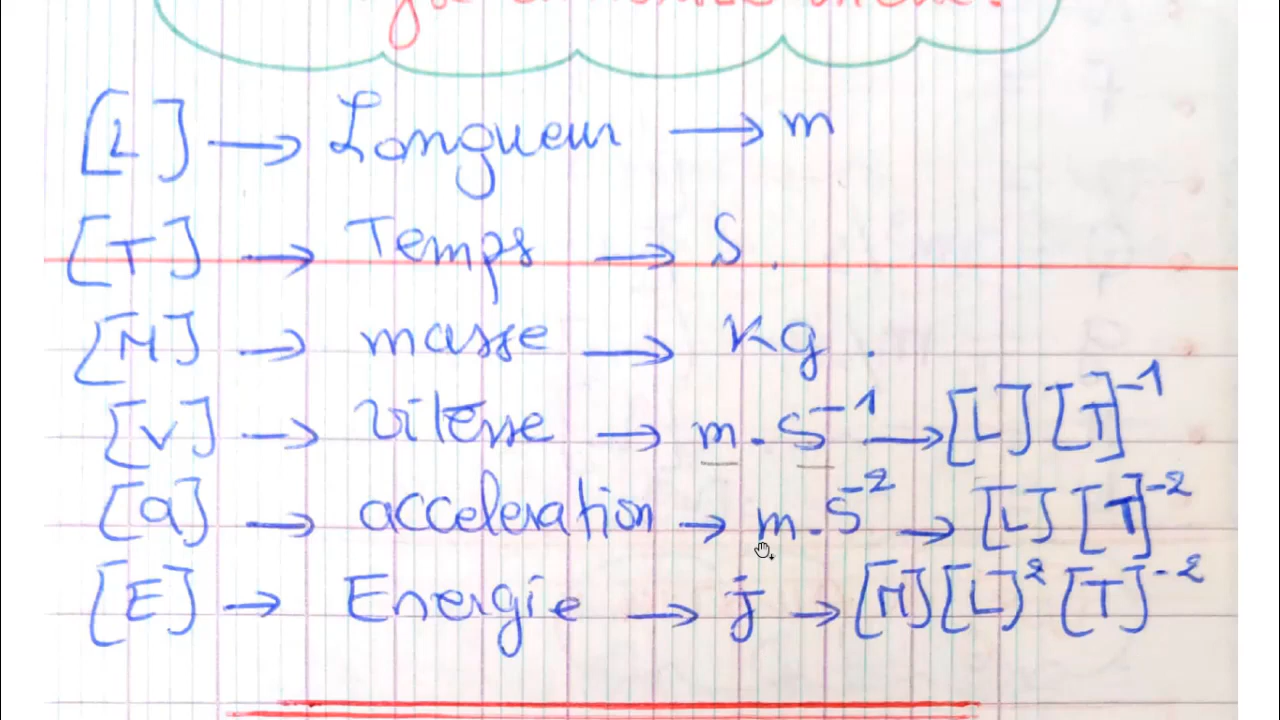 [L] → Longueur → m
[T] → Temps → S.
[M] → masse → Kg.
[v] → vitesse → m.S⁻¹ → [L][T]⁻¹
[a] → acceleration → m.S⁻² → [L][T]⁻²
[E] → Energie → j → [M][L]²[T]⁻²